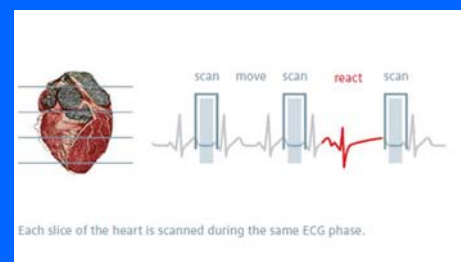 scan move scan react scan
Each slice of the heart is scanned during the same ECG phase.